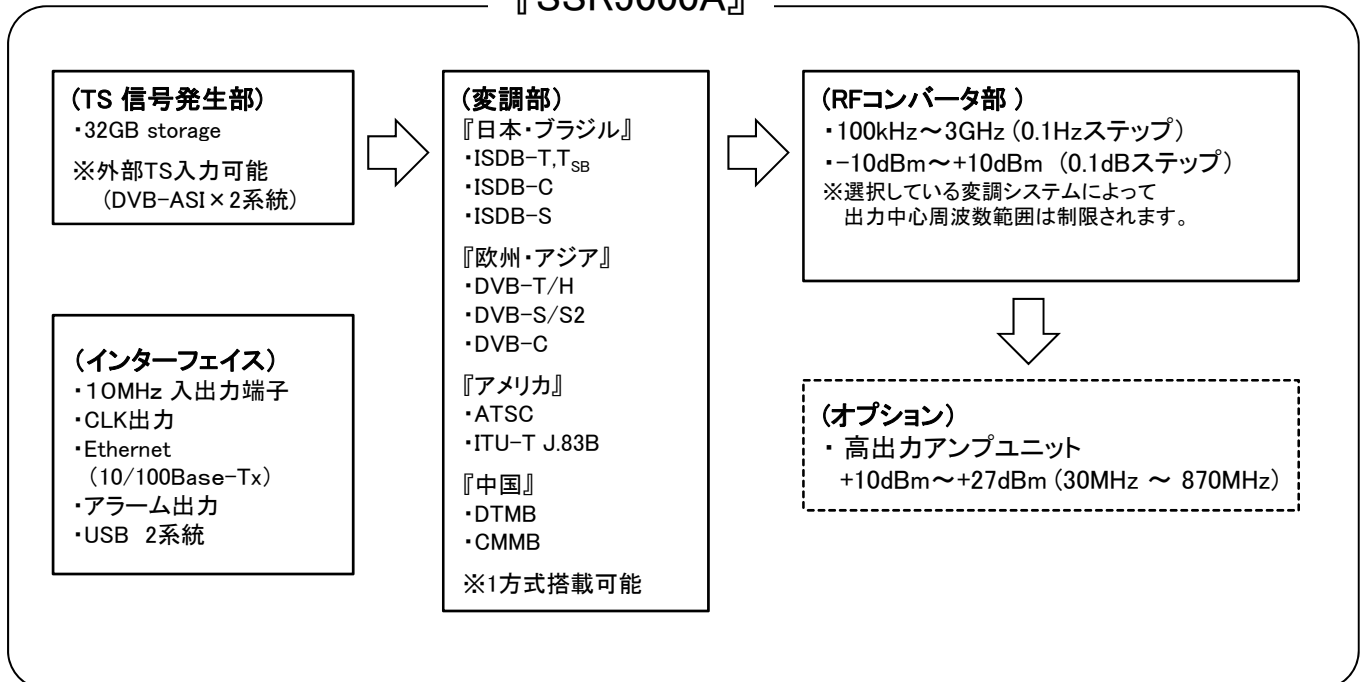 (TS 信号発生部)
・32GB storage
※外部TS入力可能
(DVB-ASI×2系統)
(インターフェイス)
・10MHz 入出力端子
・CLK出力
・Ethernet
(10/100Base-Tx)
・アラーム出力
・USB 2系統
(変調部)
『日本・ブラジル』
・ISDB-T,TSB
・ISDB-C
・ISDB-S
『欧州・アジア』
・DVB-T/H
・DVB-S/S2
・DVB-C
『アメリカ』
・ATSC
・ITU-T J.83B
『中国』
・DTMB
・CMMB
※1方式搭載可能
(RFコンバータ部 )
・100kHz～3GHz (0.1Hzステップ)
・-10dBm～+10dBm (0.1dBステップ)
※選択している変調システムによって
出力中心周波数範囲は制限されます。
(オプション)
・ 高出力アンプユニット
+10dBm～+27dBm (30MHz ～ 870MHz)